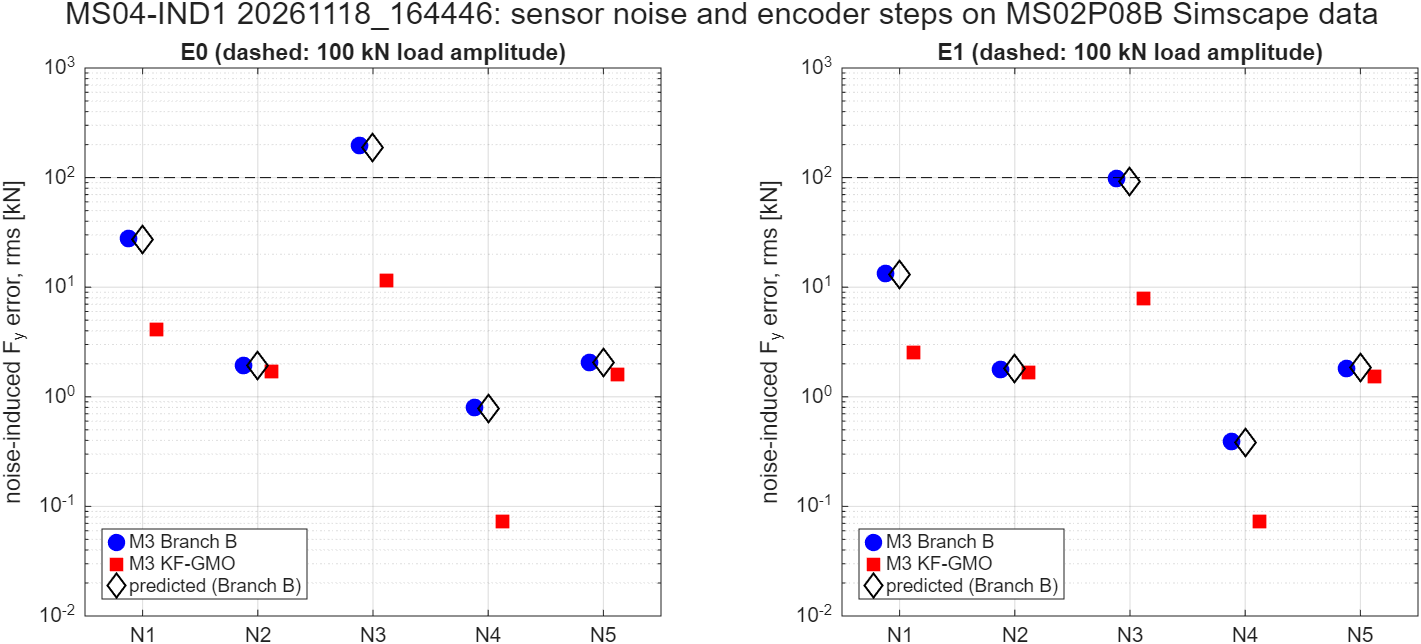 MS04-IND1 20261118_164446: sensor noise and encoder steps on MS02P08B Simscape data
E0 (dashed: 100 kN load amplitude)
noise-induced Fy error, rms [kN]
10^3
10^2
10^1
10^0
10^-1
10^-2
N1 N2 N3 N4 N5
M3 Branch B
M3 KF-GMO
predicted (Branch B)
E1 (dashed: 100 kN load amplitude)
noise-induced Fy error, rms [kN]
10^3
10^2
10^1
10^0
10^-1
10^-2
N1 N2 N3 N4 N5
M3 Branch B
M3 KF-GMO
predicted (Branch B)